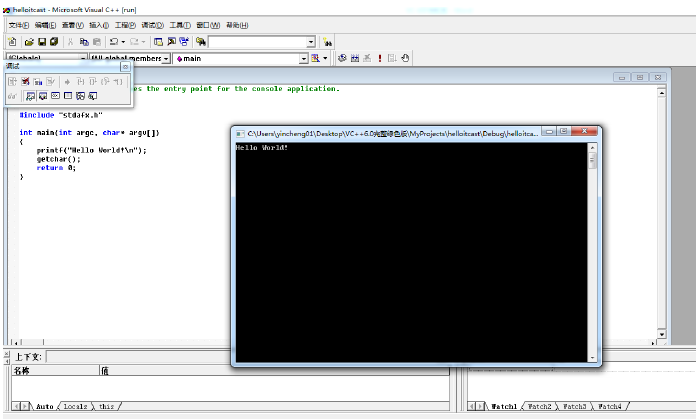 helloitcast - Microsoft Visual C++ [run]
文件(F) 编辑(E) 查看(V) 插入(I) 工程(P) 调试(D) 工具(T) 窗口(W) 帮助(H)
(Globals) (All global members main
调试
es the entry point for the console application.
#include "stdafx.h"
int main(int argc, char* argv[])
{
printf("Hello World!\n");
getchar();
return 0;
}
C:\Users\yincheng01\Desktop\VC++6.0完整绿色版\MyProjects\helloitcast\Debug\helloitca...
Hello World!
上下文:
名称 值
Auto locals this
Watch1 Watch2 Watch3 Watch4